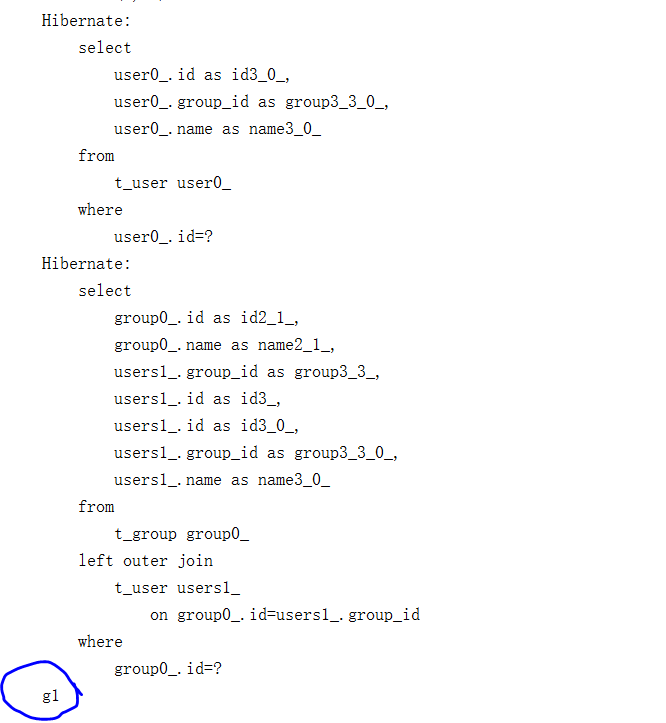 Hibernate:
select
user0_.id as id3_0_,
user0_.group_id as group3_3_0_,
user0_.name as name3_0_
from
t_user user0_
where
user0_.id=?
Hibernate:
select
group0_.id as id2_1_,
group0_.name as name2_1_,
users1_.group_id as group3_3_,
users1_.id as id3_,
users1_.id as id3_0_,
users1_.group_id as group3_3_0_,
users1_.name as name3_0_
from
t_group group0_
left outer join
t_user users1_
on group0_.id=users1_.group_id
where
group0_.id=?
g1